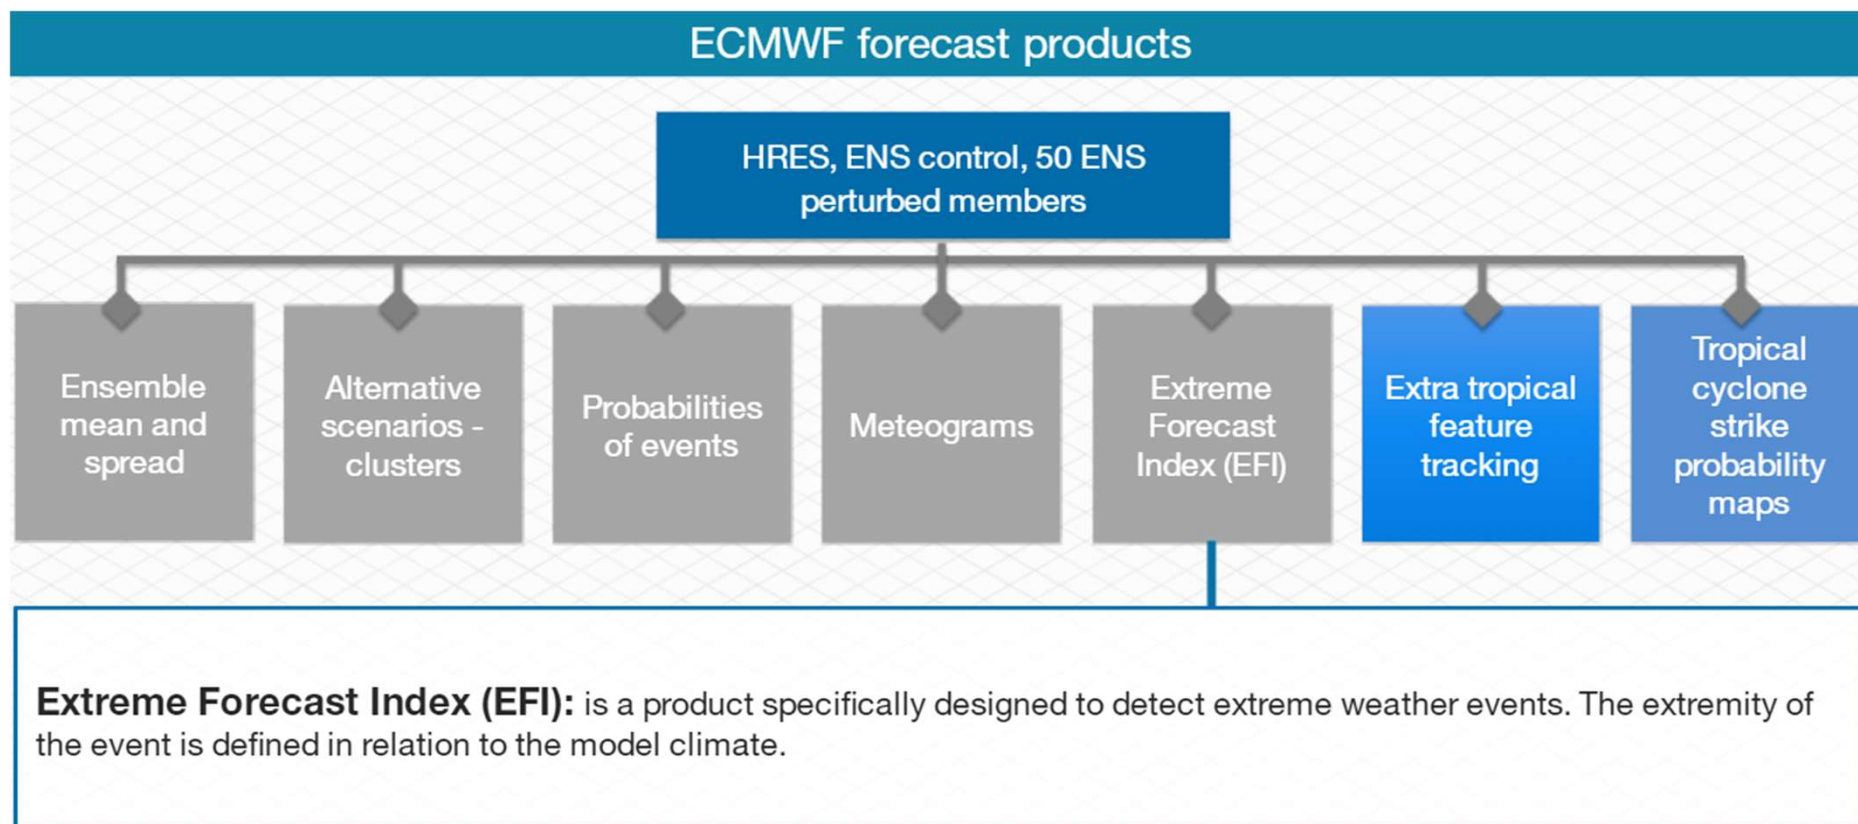 ECMWF forecast products
HRES, ENS control, 50 ENS
perturbed members
Ensemble
mean and
spread
Alternative
scenarios -
clusters
Probabilities
of events
Meteograms
Extreme
Forecast
Index (EFI)
Extra tropical
feature
tracking
Tropical
cyclone
strike
probability
maps
Extreme Forecast Index (EFI): is a product specifically designed to detect extreme weather events. The extremity of
the event is defined in relation to the model climate.